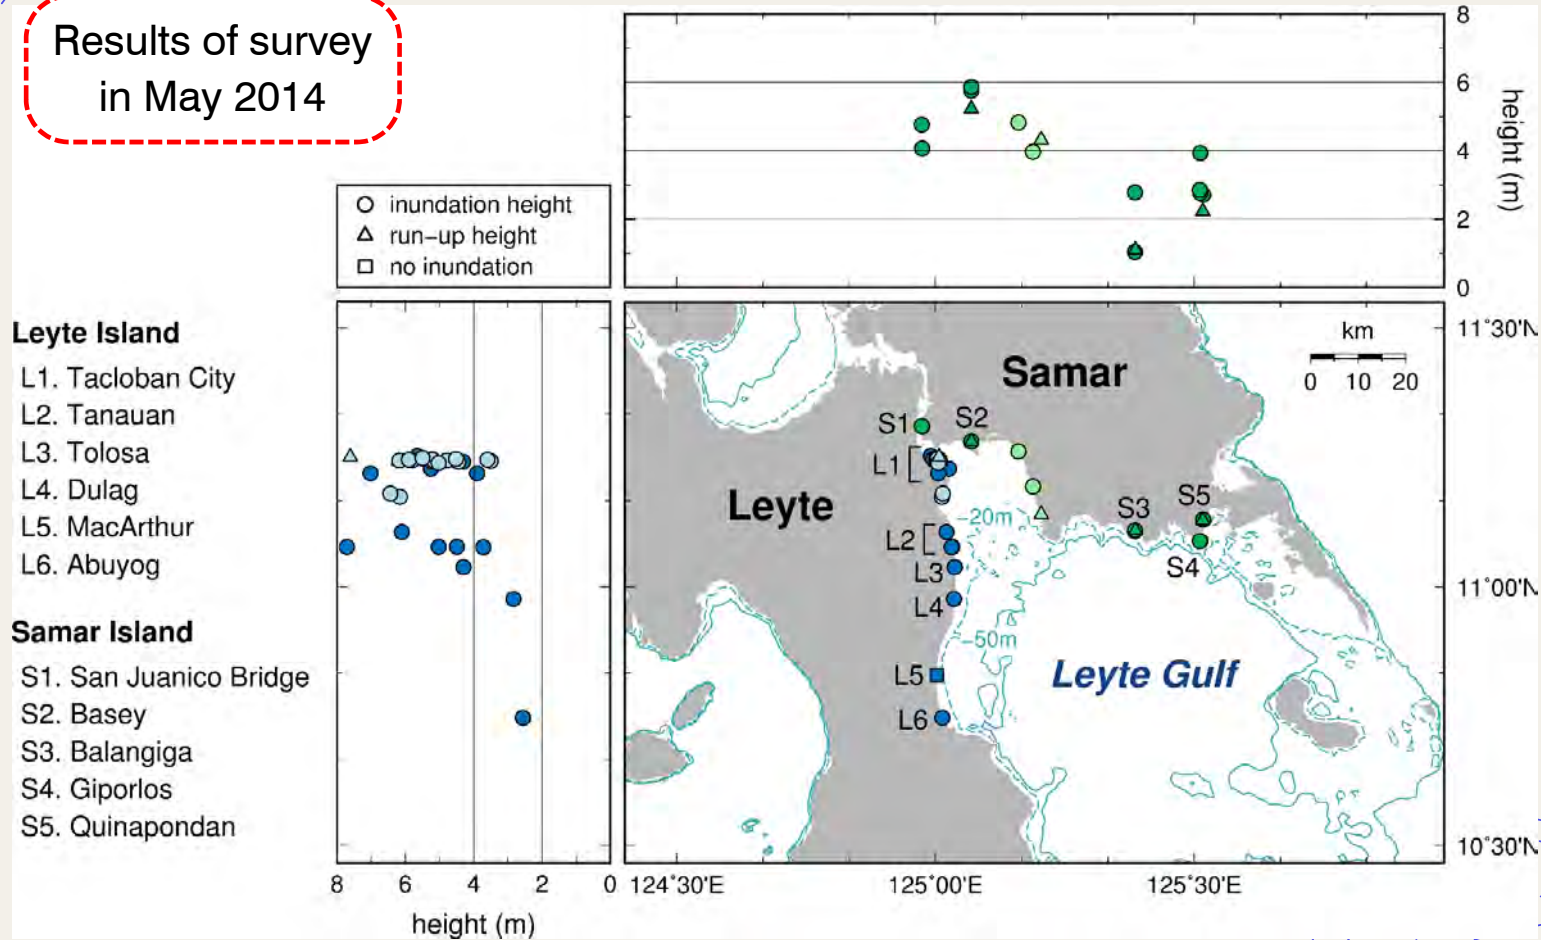 Results of survey
in May 2014
inundation height
run-up height
no inundation
Leyte Island
L1. Tacloban City
L2. Tanauan
L3. Tolosa
L4. Dulag
L5. MacArthur
L6. Abuyog
Samar Island
S1. San Juanico Bridge
S2. Basey
S3. Balangiga
S4. Giporlos
S5. Quinapondan
8 6 4 2 0
height (m)
8
6
4
2
0
height (m)
Samar
km
0 10 20
S1 S2
L1
Leyte
S3 S5
-20m
L2
S4
L3
L4
-50m
L5
Leyte Gulf
L6
11°30'N
11°00'N
10°30'N
124°30'E 125°00'E 125°30'E